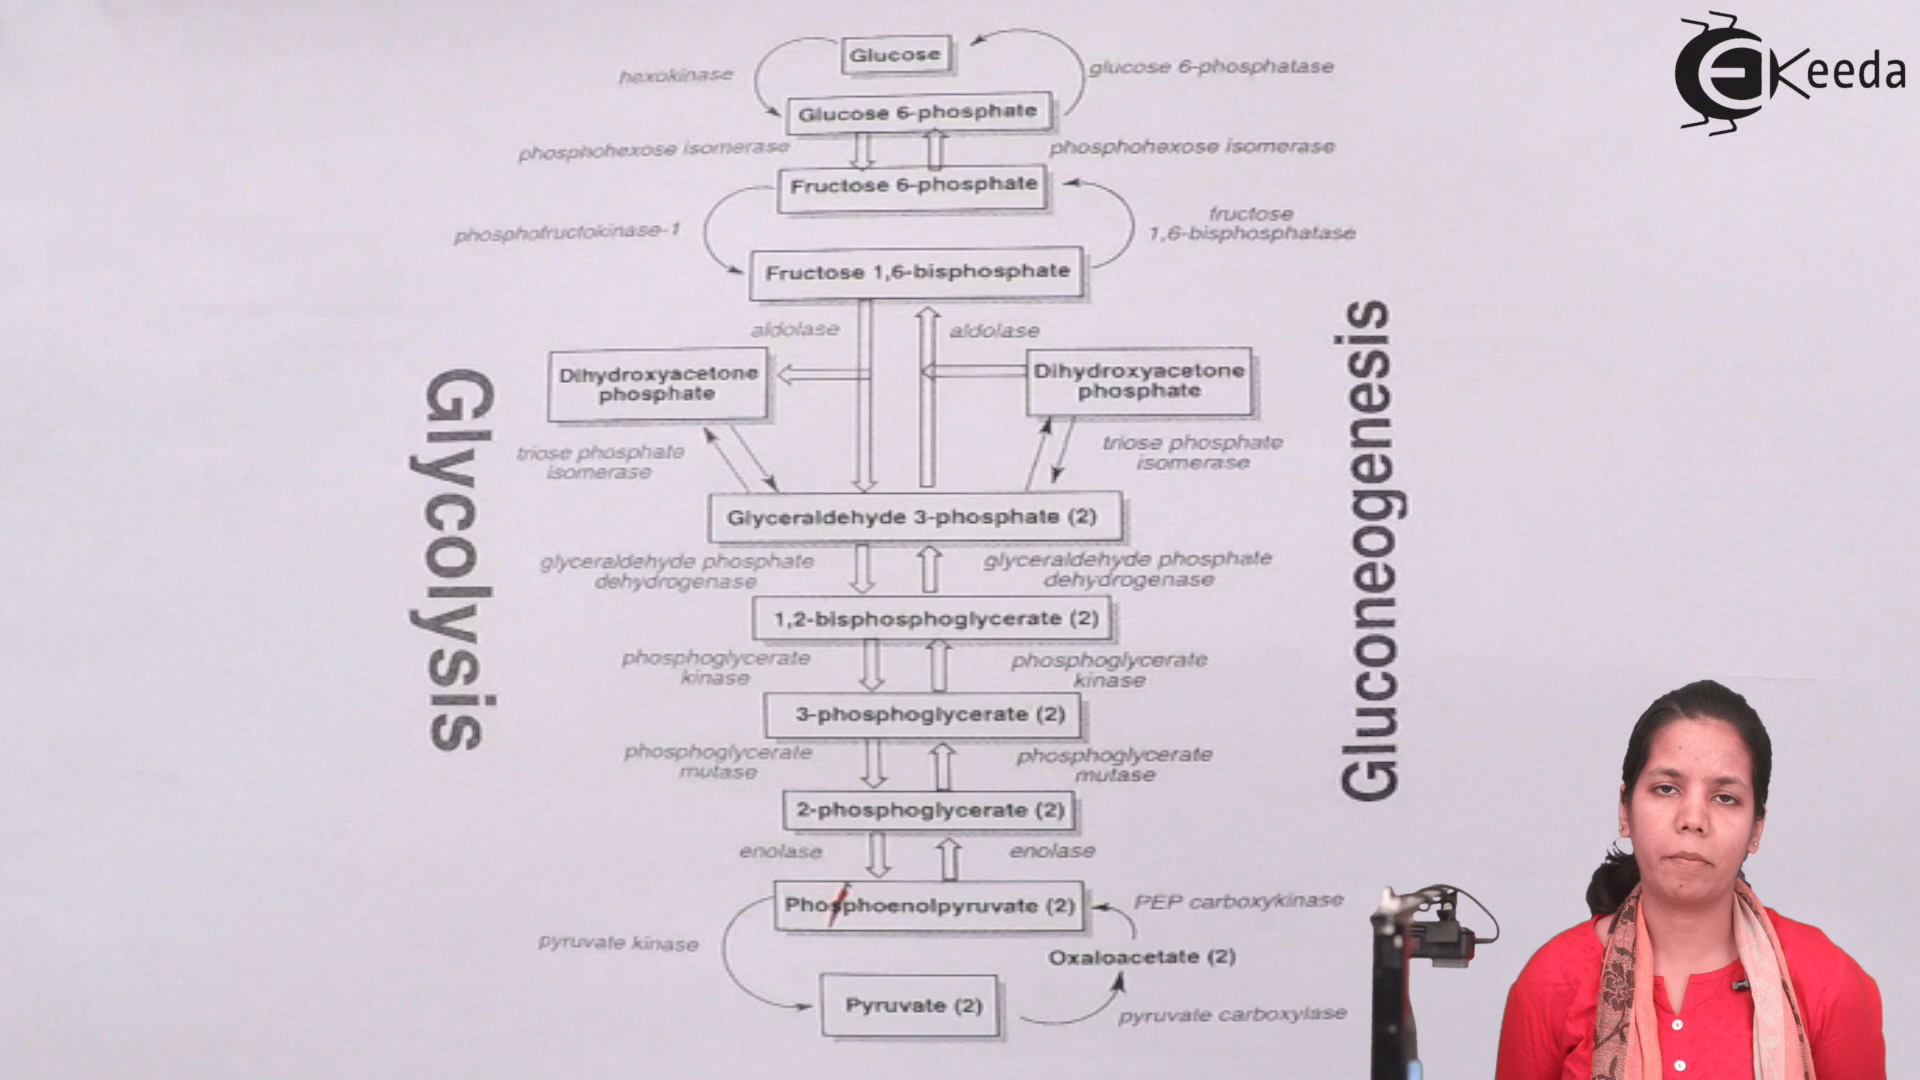 Glucose
hexokinase
glucose 6-phosphatase
Glucose 6-phosphate
phosphohexose isomerase
phosphohexose isomerase
Fructose 6-phosphate
phosphofructokinase-1
fructose
1,6-bisphosphatase
Fructose 1,6-bisphosphate
aldolase
aldolase
Dihydroxyacetone
phosphate
Dihydroxyacetone
phosphate
triose phosphate
isomerase
triose phosphate
isomerase
Glyceraldehyde 3-phosphate (2)
glyceraldehyde phosphate
dehydrogenase
glyceraldehyde phosphate
dehydrogenase
1,2-bisphosphoglycerate (2)
phosphoglycerate
kinase
phosphoglycerate
kinase
3-phosphoglycerate (2)
phosphoglycerate
mutase
phosphoglycerate
mutase
2-phosphoglycerate (2)
enolase
enolase
Phosphoenolpyruvate (2)
PEP carboxykinase
pyruvate kinase
Oxaloacetate (2)
Pyruvate (2)
pyruvate carboxylase
Glycolysis
Gluconeogenesis
EKeeda